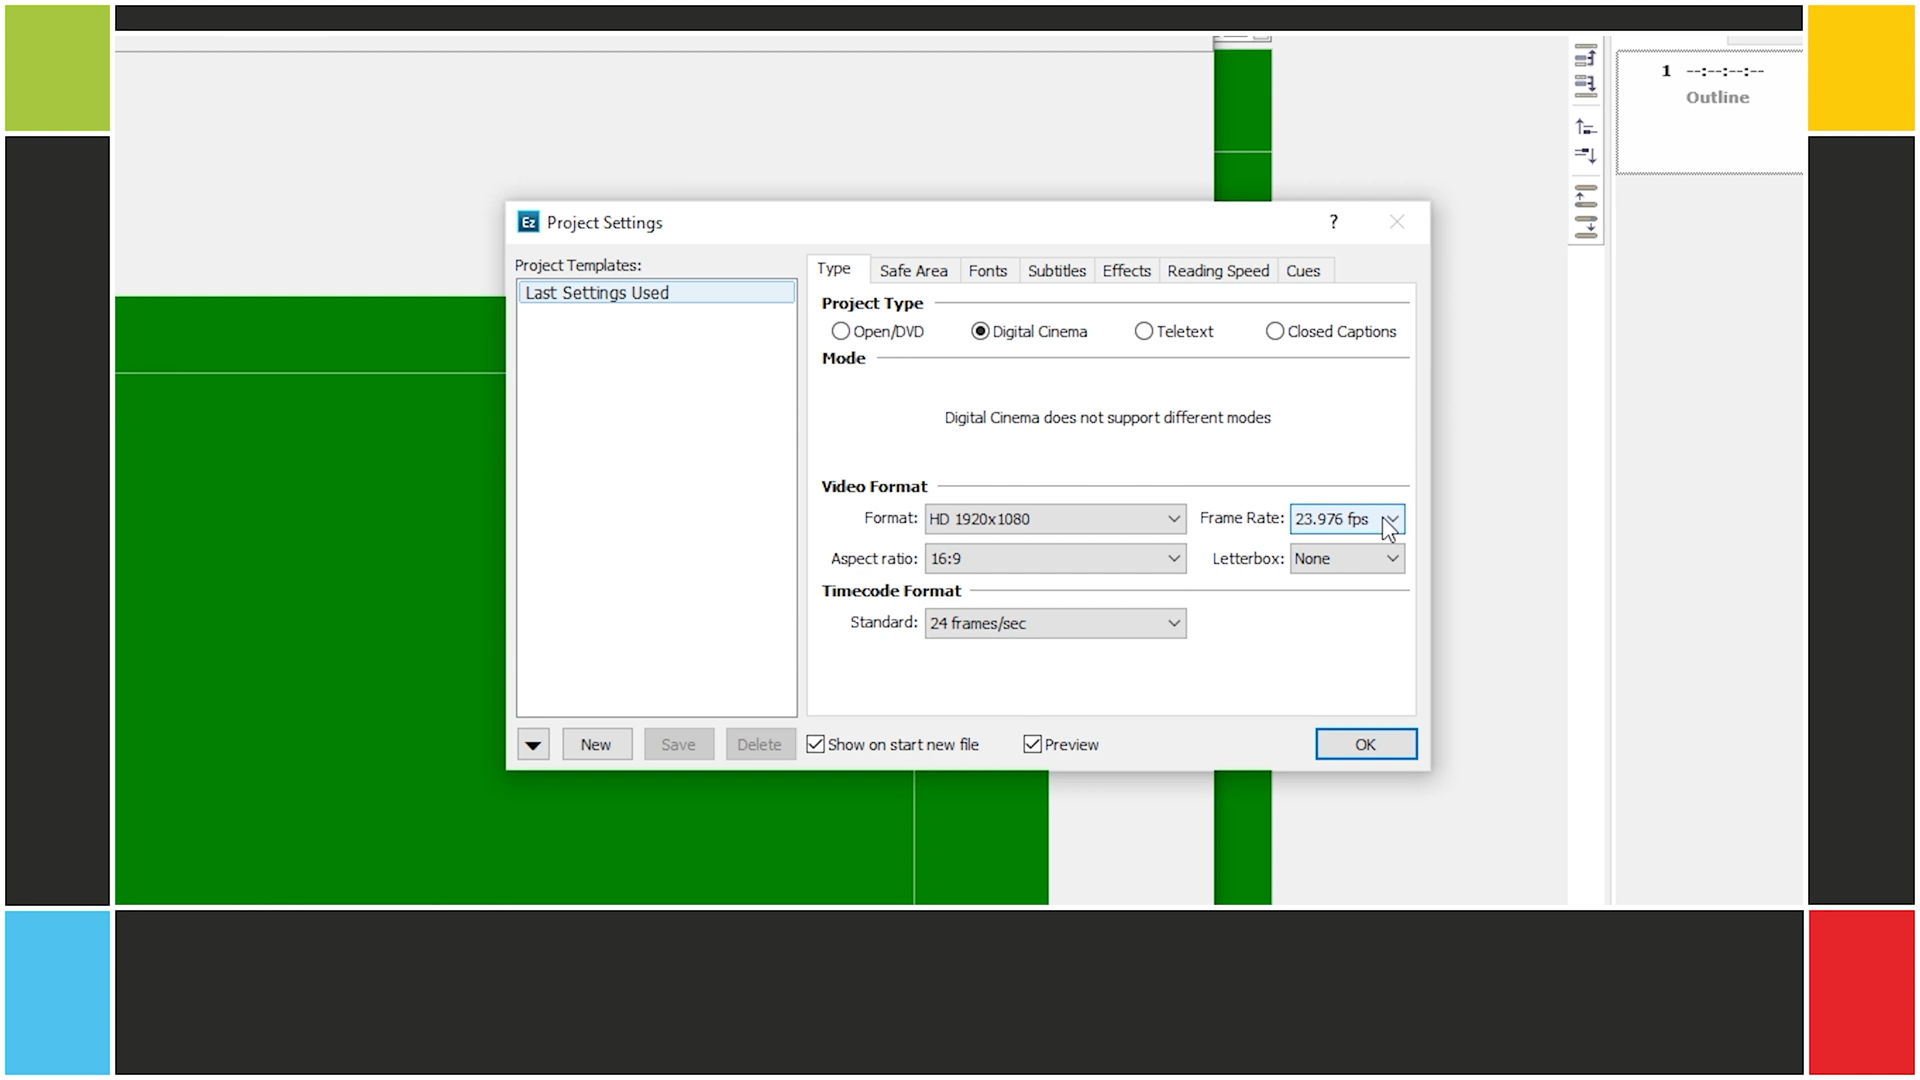 1 --:--:--:--
Outline
Ez Project Settings ?
Project Templates:
Last Settings Used
Type Safe Area Fonts Subtitles Effects Reading Speed Cues
Project Type
Open/DVD Digital Cinema Teletext Closed Captions
Mode
Digital Cinema does not support different modes
Video Format
Format: HD 1920x1080 Frame Rate: 23.976 fps
Aspect ratio: 16:9 Letterbox: None
Timecode Format
Standard: 24 frames/sec
New Save Delete Show on start new file Preview OK